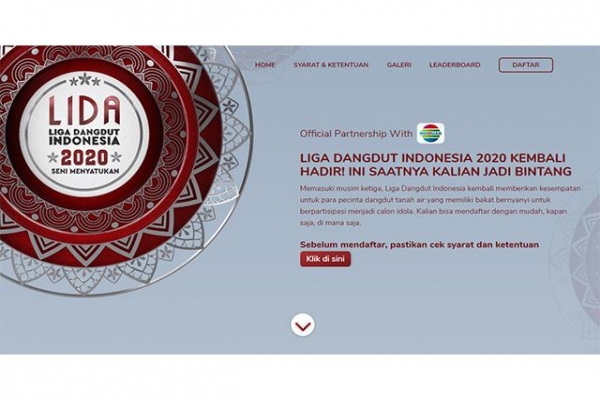 HOME SYARAT & KETENTUAN GALERI LEADERBOARD DAFTAR
LIDA
LIGA DANGDUT
INDONESIA
2020
SENI MENYATUKAN
Official Partnership With
INDOSIAR
LIGA DANGDUT INDONESIA 2020 KEMBALI
HADIR! INI SAATNYA KALIAN JADI BINTANG
Memasuki musim ketiga, Liga Dangdut Indonesia kembali memberikan kesempatan
untuk para pecinta dangdut tanah air yang memiliki bakat bernyanyi untuk
berpartisipasi menjadi calon idola. Kalian bisa mendaftar dengan mudah, kapan
saja, di mana saja.
Sebelum mendaftar, pastikan cek syarat dan ketentuan
Klik di sini